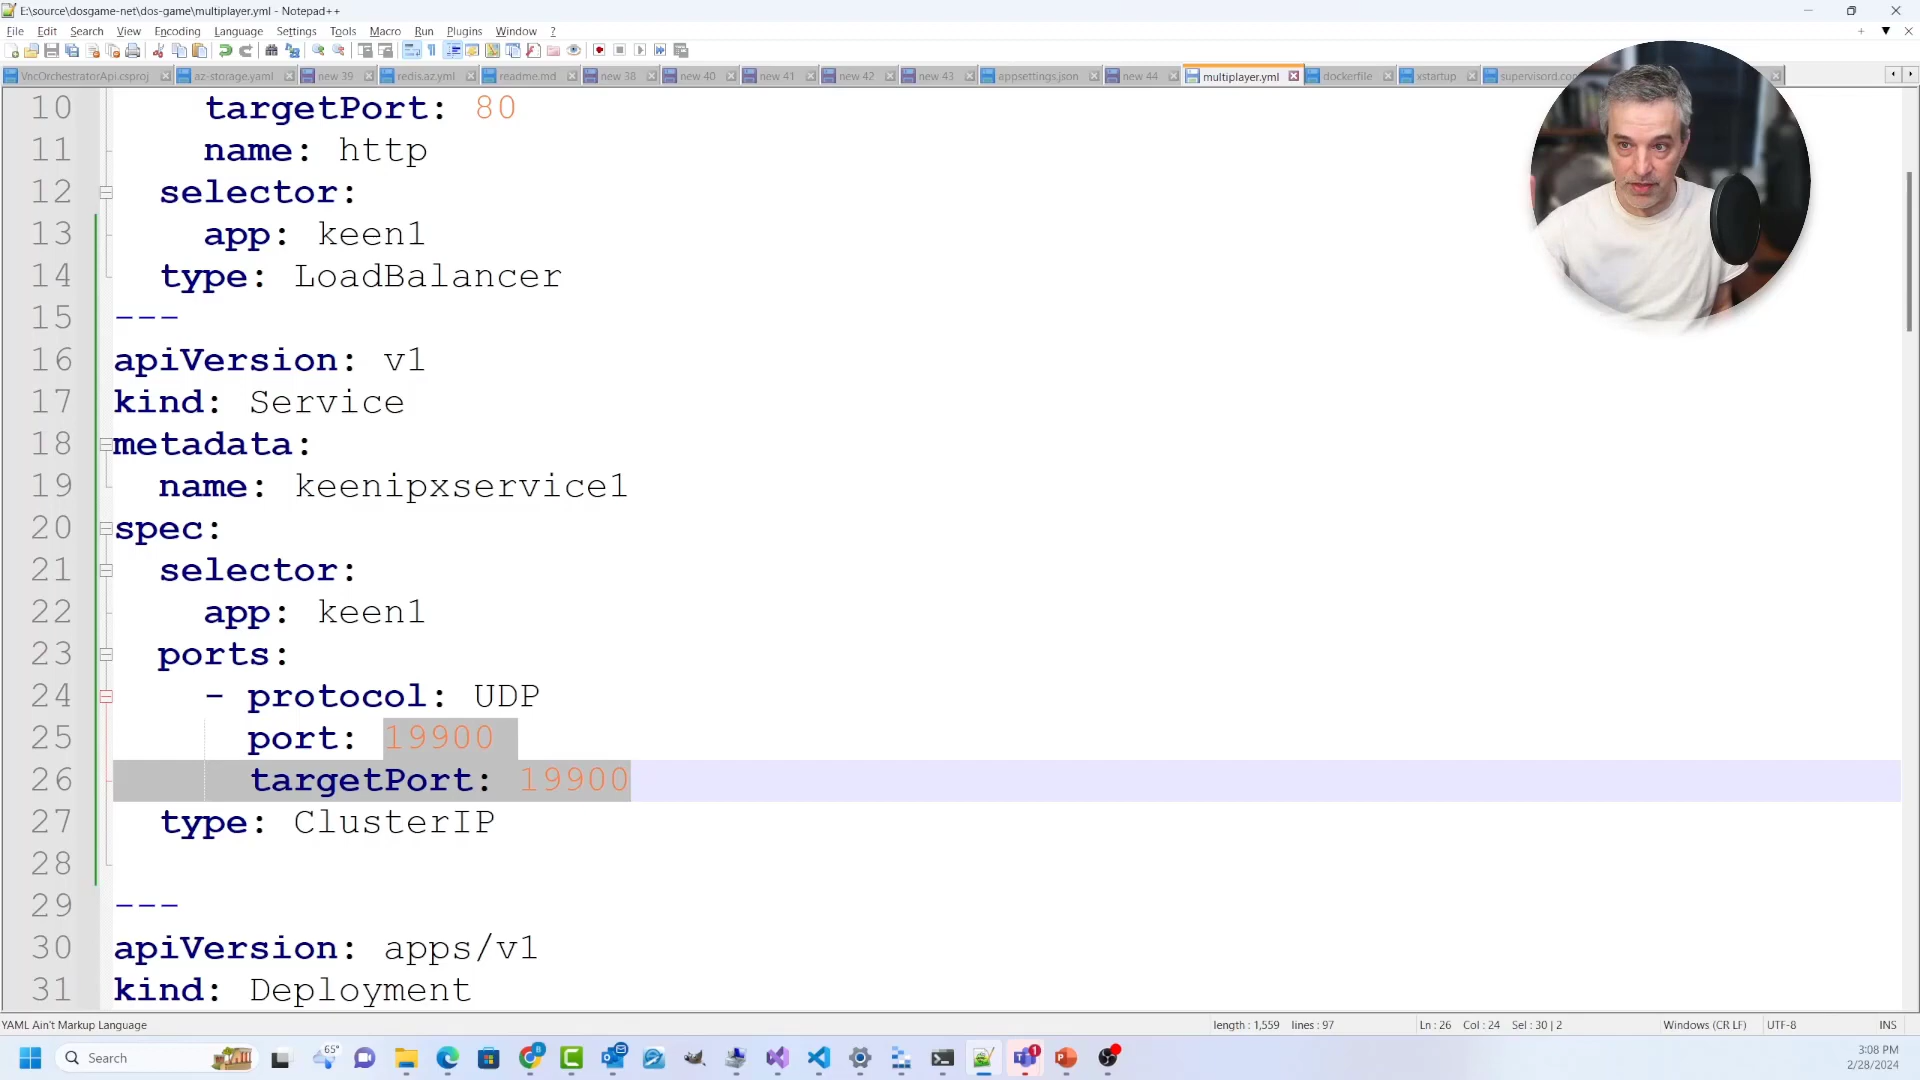 E:\source\dosgame-net\dos-game\multiplayer.yml - Notepad++
File Edit Search View Encoding Language Settings Tools Macro Run Plugins Window ?
VncOrchestratorApi.csproj az-storage.yaml new 39 redis.az.yml readme.md new 38 new 40 new 41 new 42 new 43 appsettings.json new 44 multiplayer.yml dockerfile xstartup
10 targetPort: 80
11 name: http
12 selector:
13 app: keen1
14 type: LoadBalancer
15 ---
16 apiVersion: v1
17 kind: Service
18 metadata:
19 name: keenipxservice1
20 spec:
21 selector:
22 app: keen1
23 ports:
24 - protocol: UDP
25 port: 19900
26 targetPort: 19900
27 type: ClusterIP
28
29 ---
30 apiVersion: apps/v1
31 kind: Deployment
YAML Ain't Markup Language length : 1,559 lines : 97 Ln : 26 Col : 24 Sel : 30 | 2 Windows (CR LF) UTF-8 INS
Search 65° 3:08 PM
2/28/2024